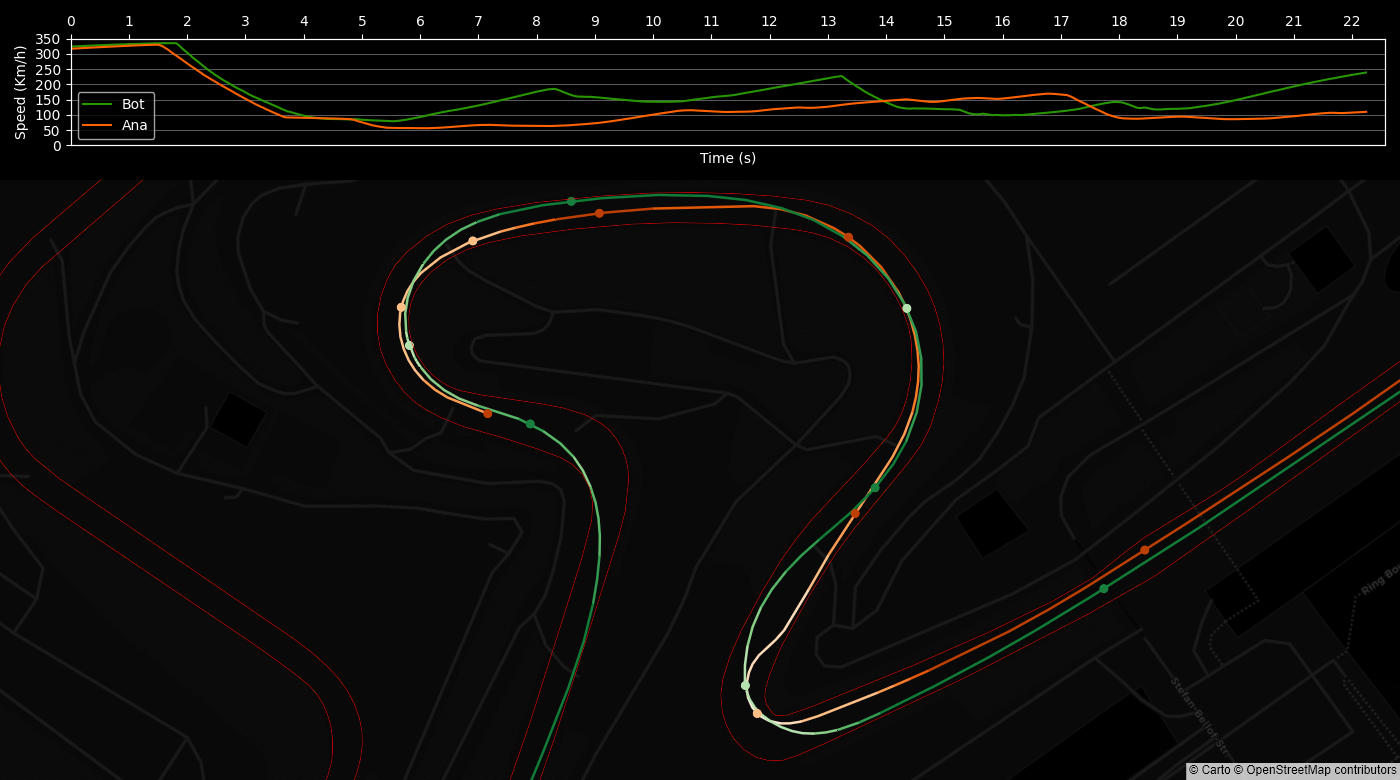 0 1 2 3 4 5 6 7 8 9 10 11 12 13 14 15 16 17 18 19 20 21 22
350
300
250
200
150
100
50
0
Speed (Km/h)
Bot
Ana
Time (s)
Ring Bo
Stefan Bellof Str
© Carto © OpenStreetMap contributors